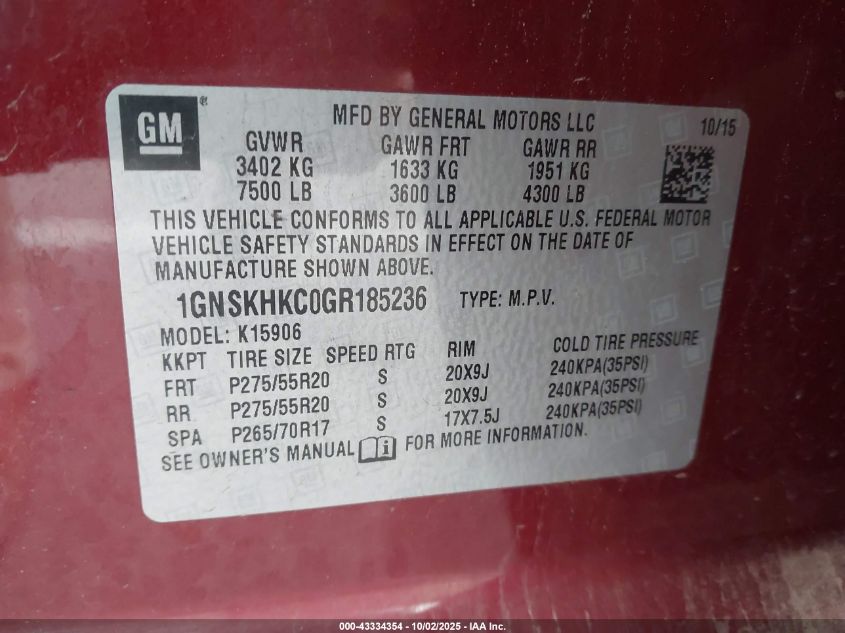 GM ®
MFD BY GENERAL MOTORS LLC 10/15
GVWR GAWR FRT GAWR RR
3402 KG 1633 KG 1951 KG
7500 LB 3600 LB 4300 LB
THIS VEHICLE CONFORMS TO ALL APPLICABLE U.S. FEDERAL MOTOR
VEHICLE SAFETY STANDARDS IN EFFECT ON THE DATE OF
MANUFACTURE SHOWN ABOVE.
1GNSKHKC0GR185236 TYPE: M.P.V.
MODEL: K15906
KKPT TIRE SIZE SPEED RTG RIM COLD TIRE PRESSURE
FRT P275/55R20 S 20X9J 240KPA(35PSI)
RR P275/55R20 S 20X9J 240KPA(35PSI)
SPA P265/70R17 S 17X7.5J 240KPA(35PSI)
SEE OWNER'S MANUAL i FOR MORE INFORMATION.
000-43334354 - 10/02/2025 - IAA Inc.